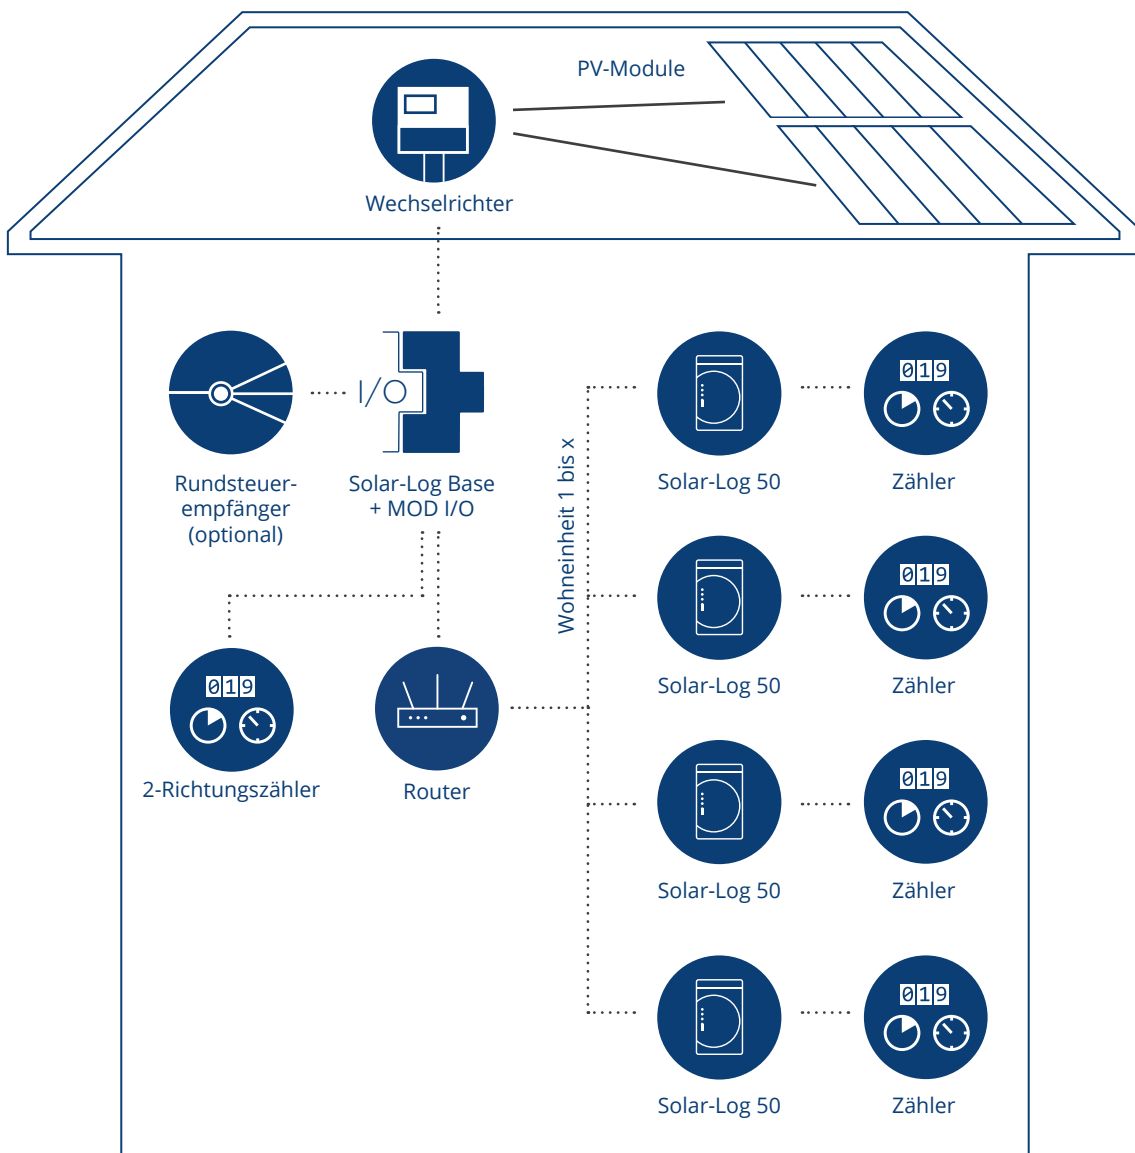 PV-Module
Wechselrichter
I/O
Rundsteuer-
empfänger
(optional)
Solar-Log Base
+ MOD I/O
Wohneinheit 1 bis x
019
Solar-Log 50
Zähler
019
Solar-Log 50
Zähler
019
2-Richtungszähler
Router
019
Solar-Log 50
Zähler
019
Solar-Log 50
Zähler